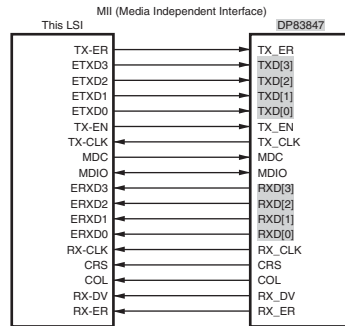 MII (Media Independent Interface)
This LSI DP83847
TX-ER TX_ER
ETXD3 TXD[3]
ETXD2 TXD[2]
ETXD1 TXD[1]
ETXD0 TXD[0]
TX-EN TX_EN
TX-CLK TX_CLK
MDC MDC
MDIO MDIO
ERXD3 RXD[3]
ERXD2 RXD[2]
ERXD1 RXD[1]
ERXD0 RXD[0]
RX-CLK RX_CLK
CRS CRS
COL COL
RX-DV RX_DV
RX-ER RX_ER